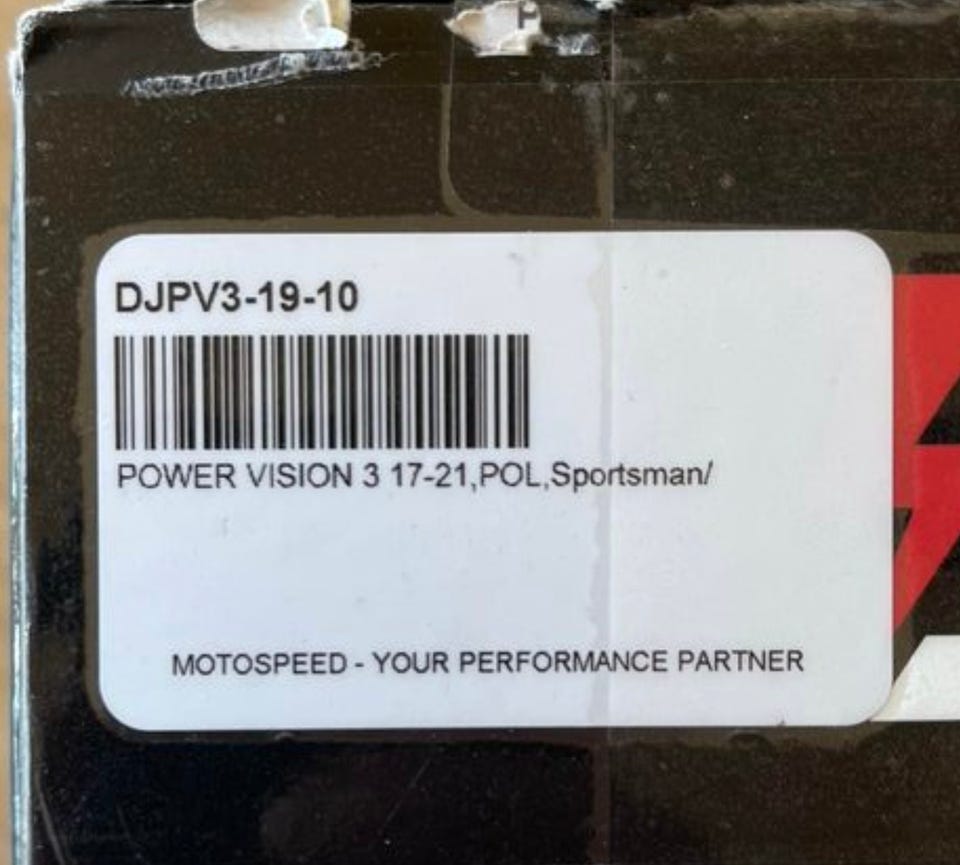 DJPV3-19-10
POWER VISION 3 17-21,POL,Sportsman/
MOTOSPEED - YOUR PERFORMANCE PARTNER